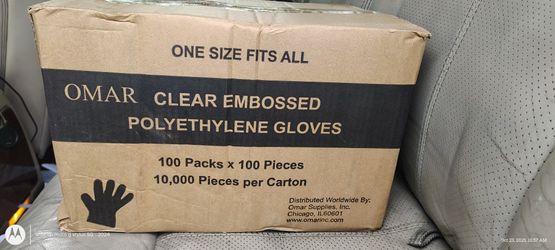 ONE SIZE FITS ALL
OMAR CLEAR EMBOSSED
POLYETHYLENE GLOVES
100 Packs x 100 Pieces
10,000 Pieces per Carton
Distributed Worldwide By:
Omar Supplies, Inc.
Chicago, IL60601
www.omarinc.com